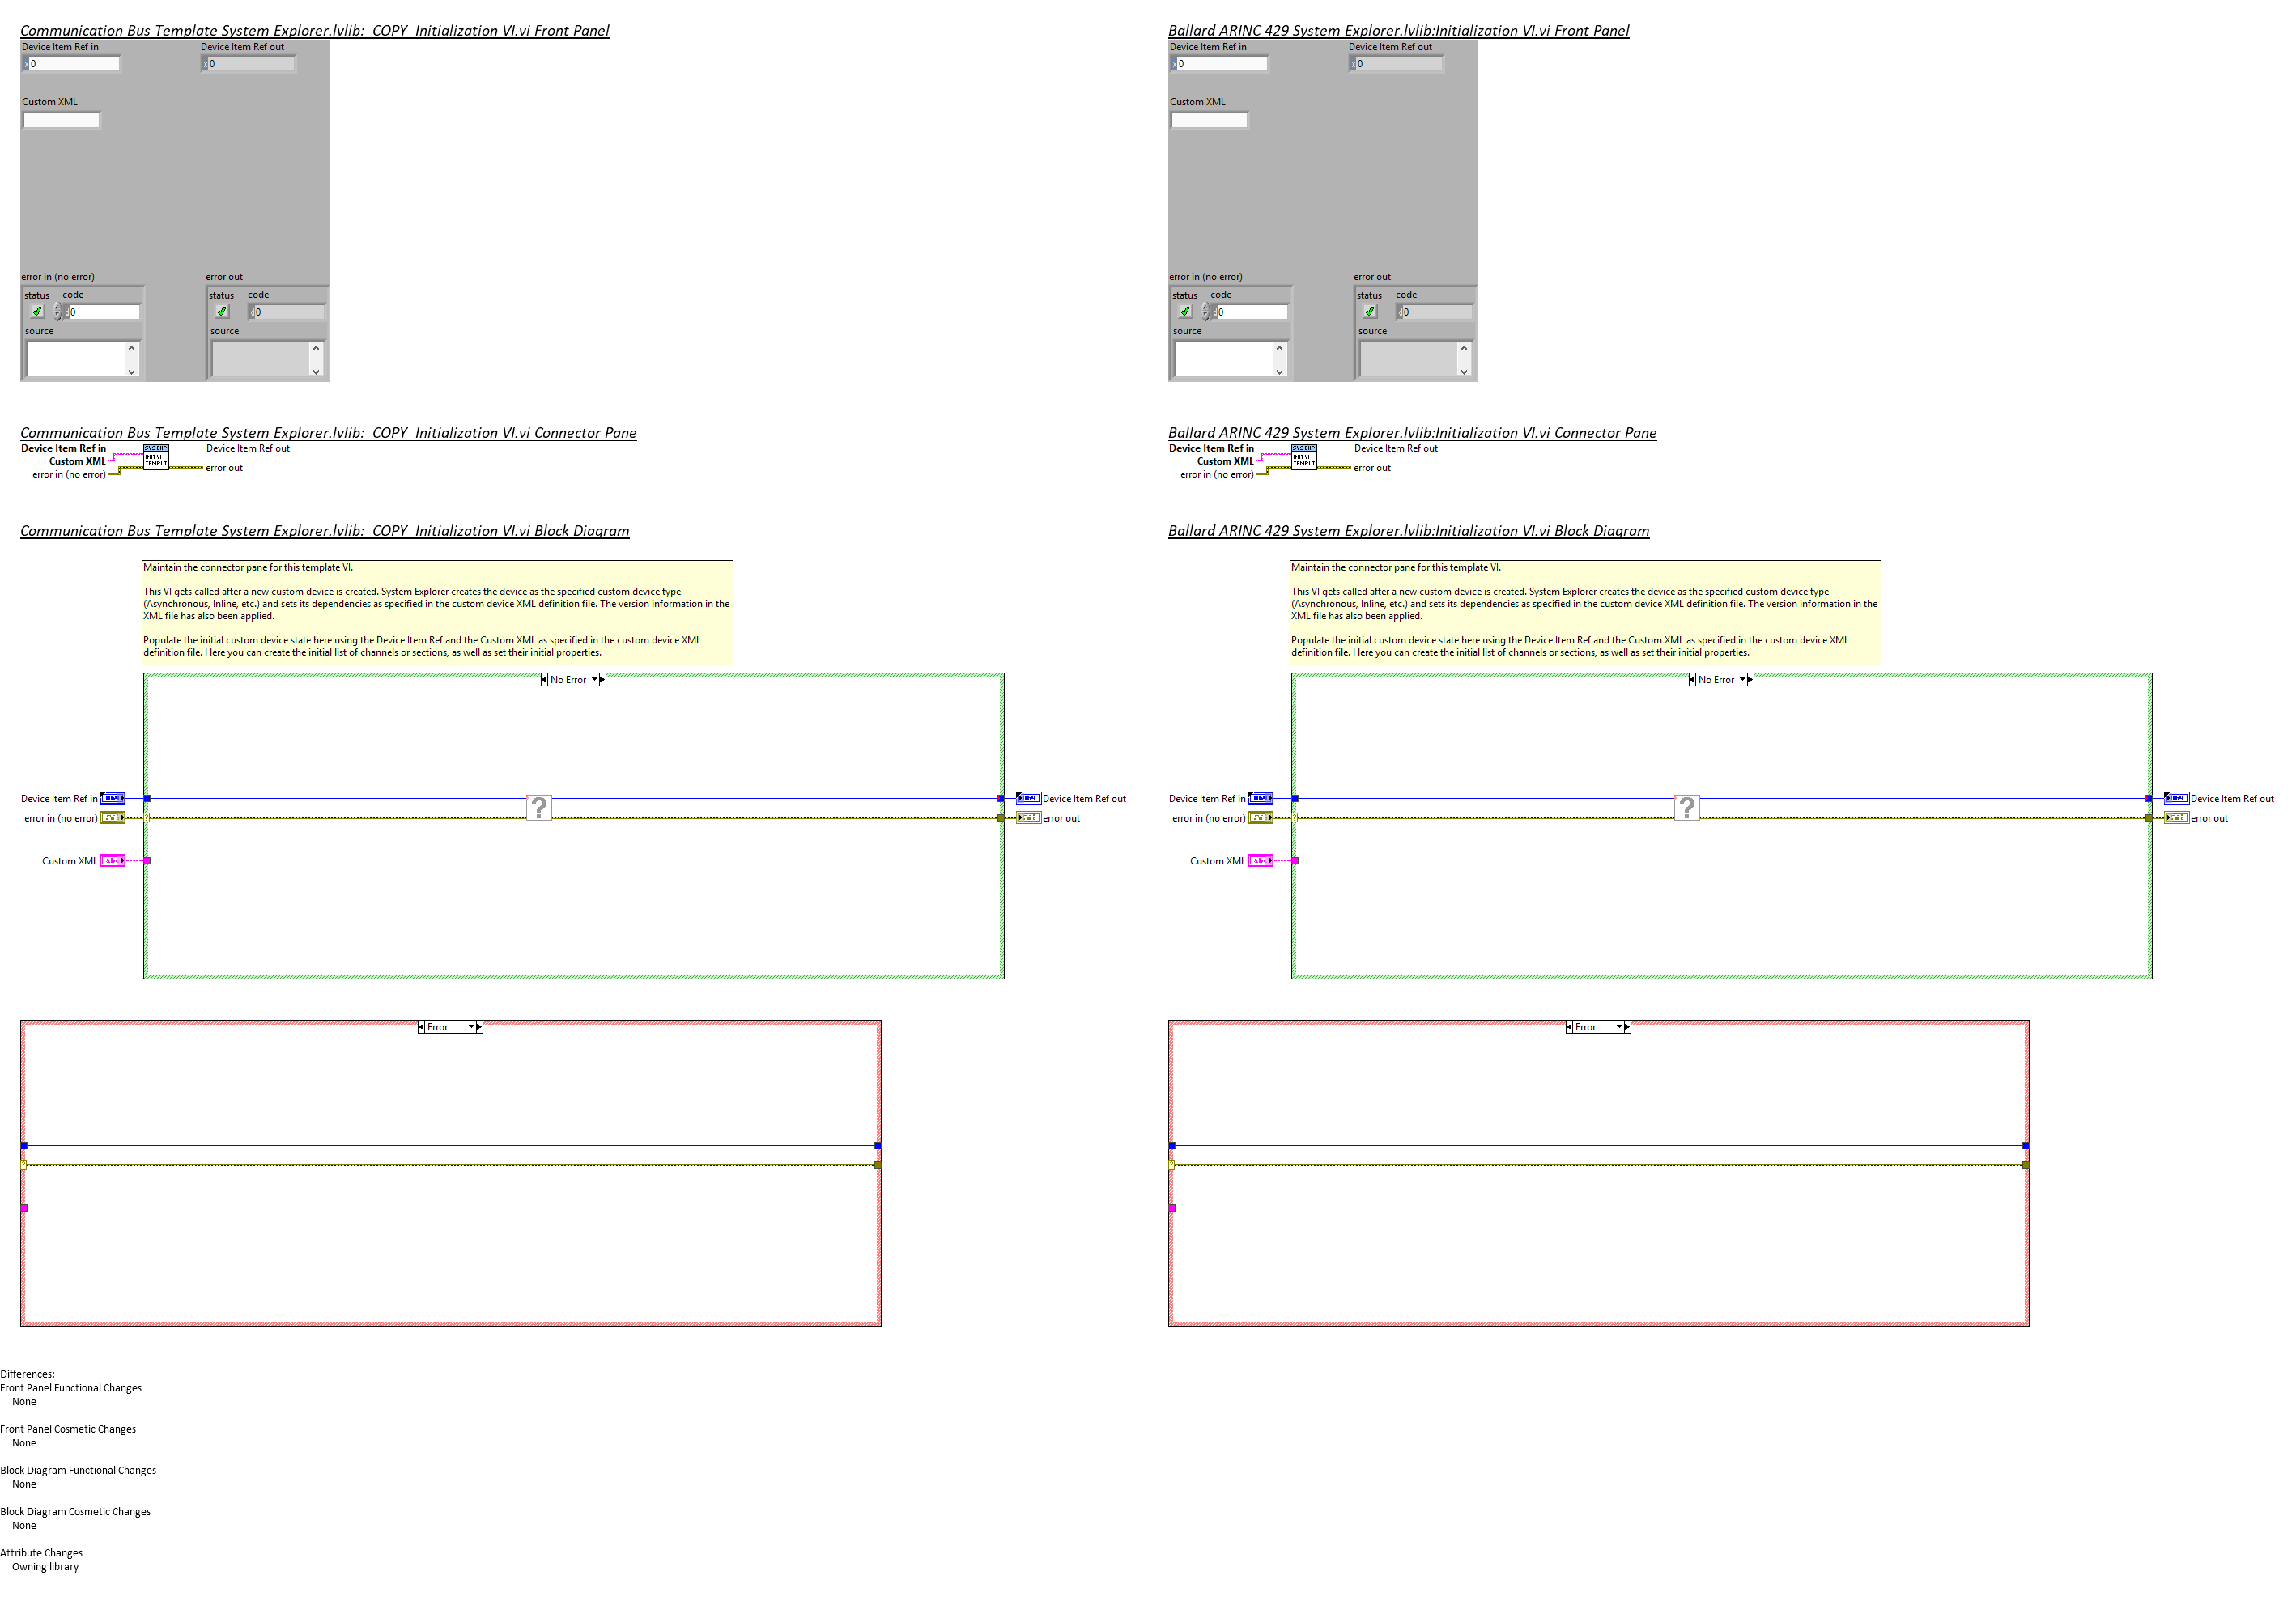 Communication Bus Template System Explorer.lvlib:  COPY  Initialization VI.vi Front Panel
Device Item Ref in
Device Item Ref out
0
0
Custom XML
error in (no error)
error out
status
code
status
code
0
0
source
source
Communication Bus Template System Explorer.lvlib:  COPY  Initialization VI.vi Connector Pane
Device Item Ref in
SYS EXP
Device Item Ref out
Custom XML
INIT VI
TEMPLT
error in (no error)
error out
Communication Bus Template System Explorer.lvlib:  COPY  Initialization VI.vi Block Diagram
Maintain the connector pane for this template VI.
This VI gets called after a new custom device is created. System Explorer creates the device as the specified custom device type
(Asynchronous, Inline, etc.) and sets its dependencies as specified in the custom device XML definition file. The version information in the
XML file has also been applied.
Populate the initial custom device state here using the Device Item Ref and the Custom XML as specified in the custom device XML
definition file. Here you can create the initial list of channels or sections, as well as set their initial properties.
No Error
Device Item Ref in
?
Device Item Ref out
error in (no error)
error out
Custom XML
abc
Error
Ballard ARINC 429 System Explorer.lvlib:Initialization VI.vi Front Panel
Device Item Ref in
Device Item Ref out
0
0
Custom XML
error in (no error)
error out
status
code
status
code
0
0
source
source
Ballard ARINC 429 System Explorer.lvlib:Initialization VI.vi Connector Pane
Device Item Ref in
SYS EXP
Device Item Ref out
Custom XML
INIT VI
TEMPLT
error in (no error)
error out
Ballard ARINC 429 System Explorer.lvlib:Initialization VI.vi Block Diagram
Maintain the connector pane for this template VI.
This VI gets called after a new custom device is created. System Explorer creates the device as the specified custom device type
(Asynchronous, Inline, etc.) and sets its dependencies as specified in the custom device XML definition file. The version information in the
XML file has also been applied.
Populate the initial custom device state here using the Device Item Ref and the Custom XML as specified in the custom device XML
definition file. Here you can create the initial list of channels or sections, as well as set their initial properties.
No Error
Device Item Ref in
?
Device Item Ref out
error in (no error)
error out
Custom XML
abc
Error
Differences:
Front Panel Functional Changes
None
Front Panel Cosmetic Changes
None
Block Diagram Functional Changes
None
Block Diagram Cosmetic Changes
None
Attribute Changes
Owning library